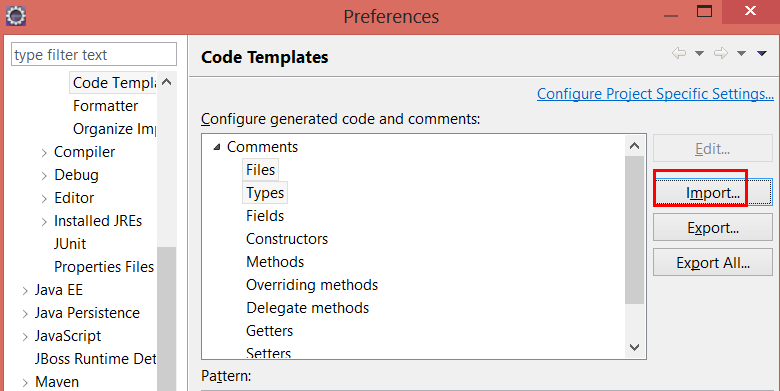 Preferences
type filter text
Code Templa
Formatter
Organize Imp
Compiler
Debug
Editor
Installed JREs
JUnit
Properties Files
Java EE
Java Persistence
JavaScript
JBoss Runtime Det
Maven
Code Templates
Configure Project Specific Settings...
Configure generated code and comments:
Comments
Files
Types
Fields
Constructors
Methods
Overriding methods
Delegate methods
Getters
Setters
Edit...
Import...
Export...
Export All...
Pattern: